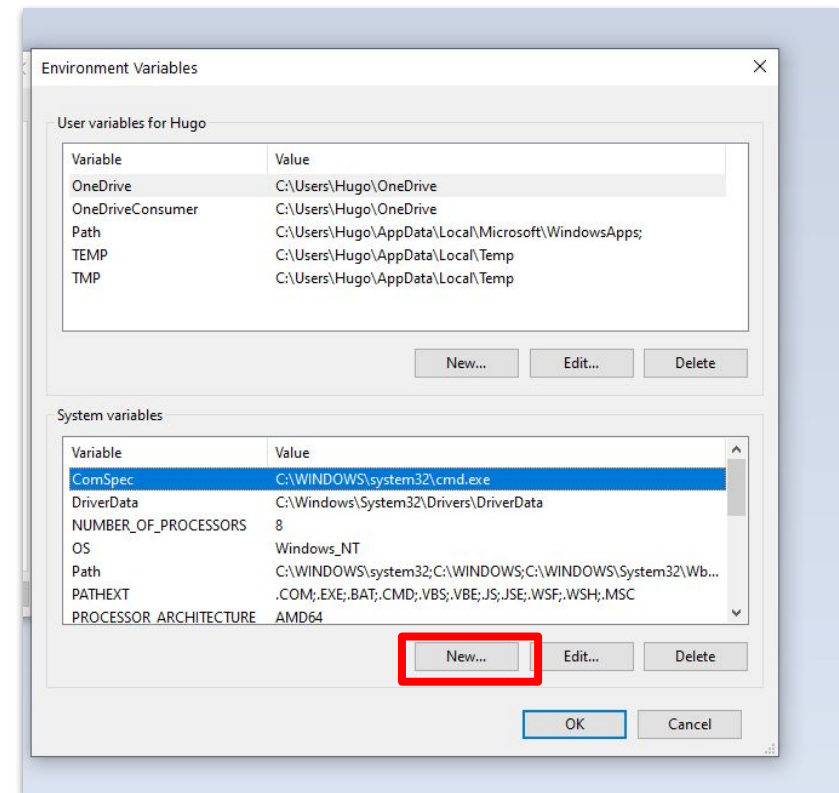 Environment Variables
User variables for Hugo
Variable Value
OneDrive C:\Users\Hugo\OneDrive
OneDriveConsumer C:\Users\Hugo\OneDrive
Path C:\Users\Hugo\AppData\Local\Microsoft\WindowsApps;
TEMP C:\Users\Hugo\AppData\Local\Temp
TMP C:\Users\Hugo\AppData\Local\Temp
New... Edit... Delete
System variables
Variable Value
ComSpec C:\WINDOWS\system32\cmd.exe
DriverData C:\Windows\System32\Drivers\DriverData
NUMBER_OF_PROCESSORS 8
OS Windows_NT
Path C:\WINDOWS\system32;C:\WINDOWS;C:\WINDOWS\System32\Wb...
PATHEXT .COM;.EXE;.BAT;.CMD;.VBS;.VBE;.JS;.JSE;.WSF;.WSH;.MSC
PROCESSOR_ARCHITECTURE AMD64
New... Edit... Delete
OK Cancel